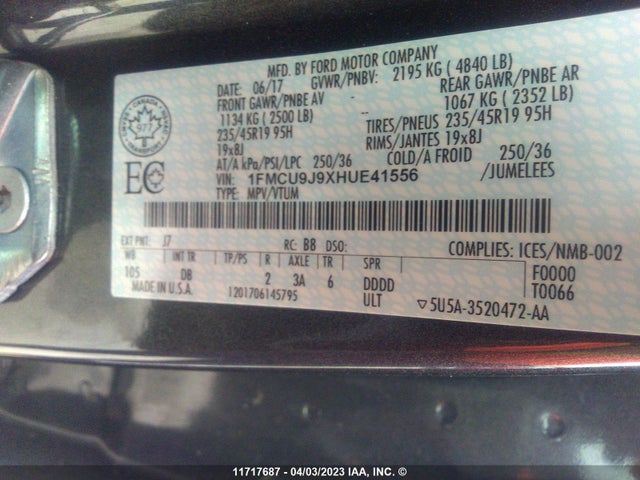 MFD. BY FORD MOTOR COMPANY
DATE: 06/17 GVWR/PNBV: 2195 KG ( 4840 LB)
FRONT GAWR/PNBE AV REAR GAWR/PNBE AR
1134 KG ( 2500 LB) 1067 KG ( 2352 LB)
235/45R19 95H TIRES/PNEUS 235/45R19 95H
19x8J RIMS/JANTES 19x8J
AT/A kPa/PSI/LPC 250/36 COLD/A FROID 250/36
VIN: 1FMCU9J9XHUE41556 /JUMELEES
TYPE: MPV/VTUM
CANADA
977
EC
EXT PNT: J7 RC: B8 DSO: COMPLIES: ICES/NMB-002
WB INT TR TP/PS R AXLE TR SPR F0000
105 DB 2 3A 6 DDDD T0066
MADE IN U.S.A. 1201706145795 ULT ▽5U5A-3520472-AA
11717687 - 04/03/2023 IAA, INC. ©